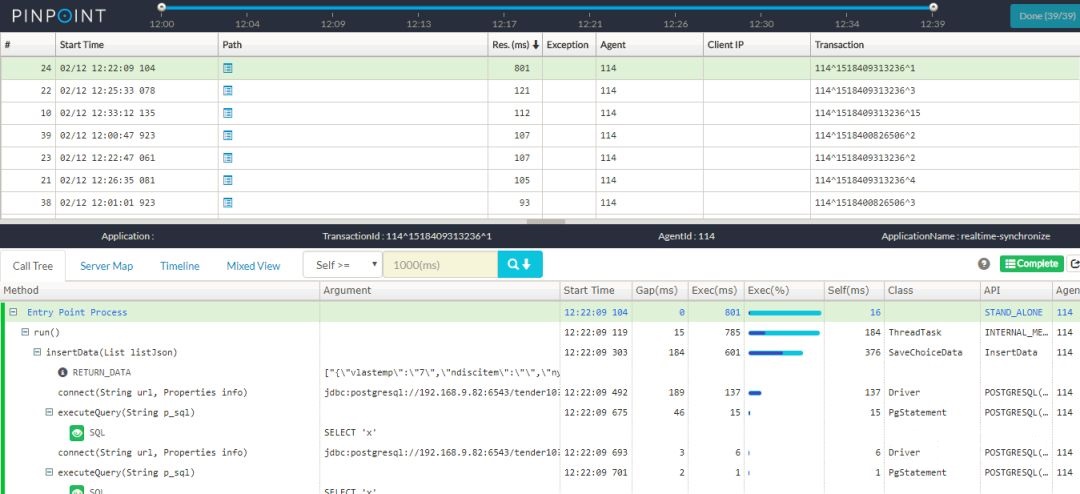 PINPOINT
12:00 12:04 12:09 12:13 12:17 12:21 12:26 12:30 12:34 12:39
Done (39/39)
# Start Time Path Res. (ms) Exception Agent Client IP Transaction
24 02/12 12:22:09 104 801 114 114^1518409313236^1
22 02/12 12:25:33 078 121 114 114^1518409313236^3
10 02/12 12:33:12 135 112 114 114^1518409313236^15
39 02/12 12:00:47 923 107 114 114^1518400826506^2
23 02/12 12:22:47 061 107 114 114^1518409313236^2
21 02/12 12:26:35 081 105 114 114^1518409313236^4
38 02/12 12:01:01 923 93 114 114^1518400826506^3
Application : TransactionId : 114^1518409313236^1 AgentId : 114 ApplicationName : realtime-synchronize
Call Tree Server Map Timeline Mixed View Self >= 1000(ms) Complete
Method Argument Start Time Gap(ms) Exec(ms) Exec(%) Self(ms) Class API Agen
Entry Point Process 12:22:09 104 0 801 16 STAND_ALONE 114
run() 12:22:09 119 15 785 184 ThreadTask INTERNAL_ME… 114
insertData(List listJson) 12:22:09 303 184 601 376 SaveChoiceData InsertData 114
RETURN_DATA ["{\"vlastemp\":\"7\",\"ndiscitem\":\"\",\"ny
connect(String url, Properties info) jdbc:postgresql://192.168.9.82:6543/tender10 12:22:09 492 189 137 137 Driver POSTGRESQL(… 114
executeQuery(String p_sql) 12:22:09 675 46 15 15 PgStatement POSTGRESQL(… 114
SQL SELECT 'x'
connect(String url, Properties info) jdbc:postgresql://192.168.9.82:6543/tender10 12:22:09 693 3 6 6 Driver POSTGRESQL(… 114
executeQuery(String p_sql) 12:22:09 701 2 1 1 PgStatement POSTGRESQL(… 114
SQL SELECT 'x'